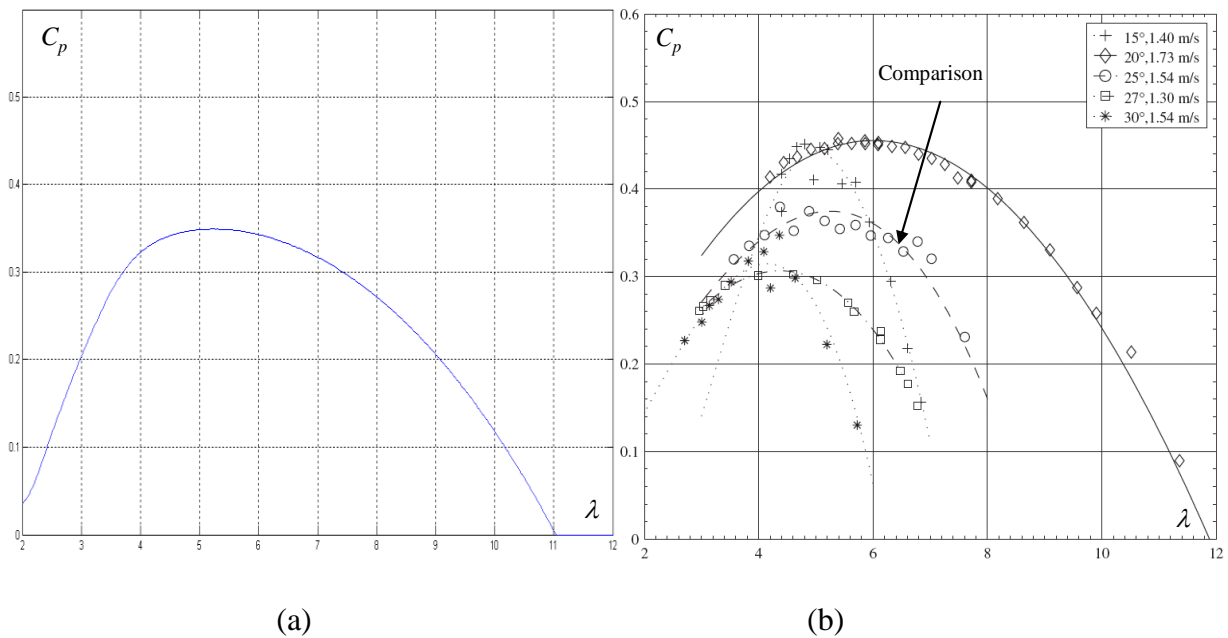 C_p
0.5
0.4
0.3
0.2
0.1
0
2 3 4 5 6 7 8 9 10 11 12
λ
(a)
0.6
C_p
0.5
0.4
0.3
0.2
0.1
0
2 4 6 8 10 12
λ
Comparison
15°,1.40 m/s
20°,1.73 m/s
25°,1.54 m/s
27°,1.30 m/s
30°,1.54 m/s
(b)